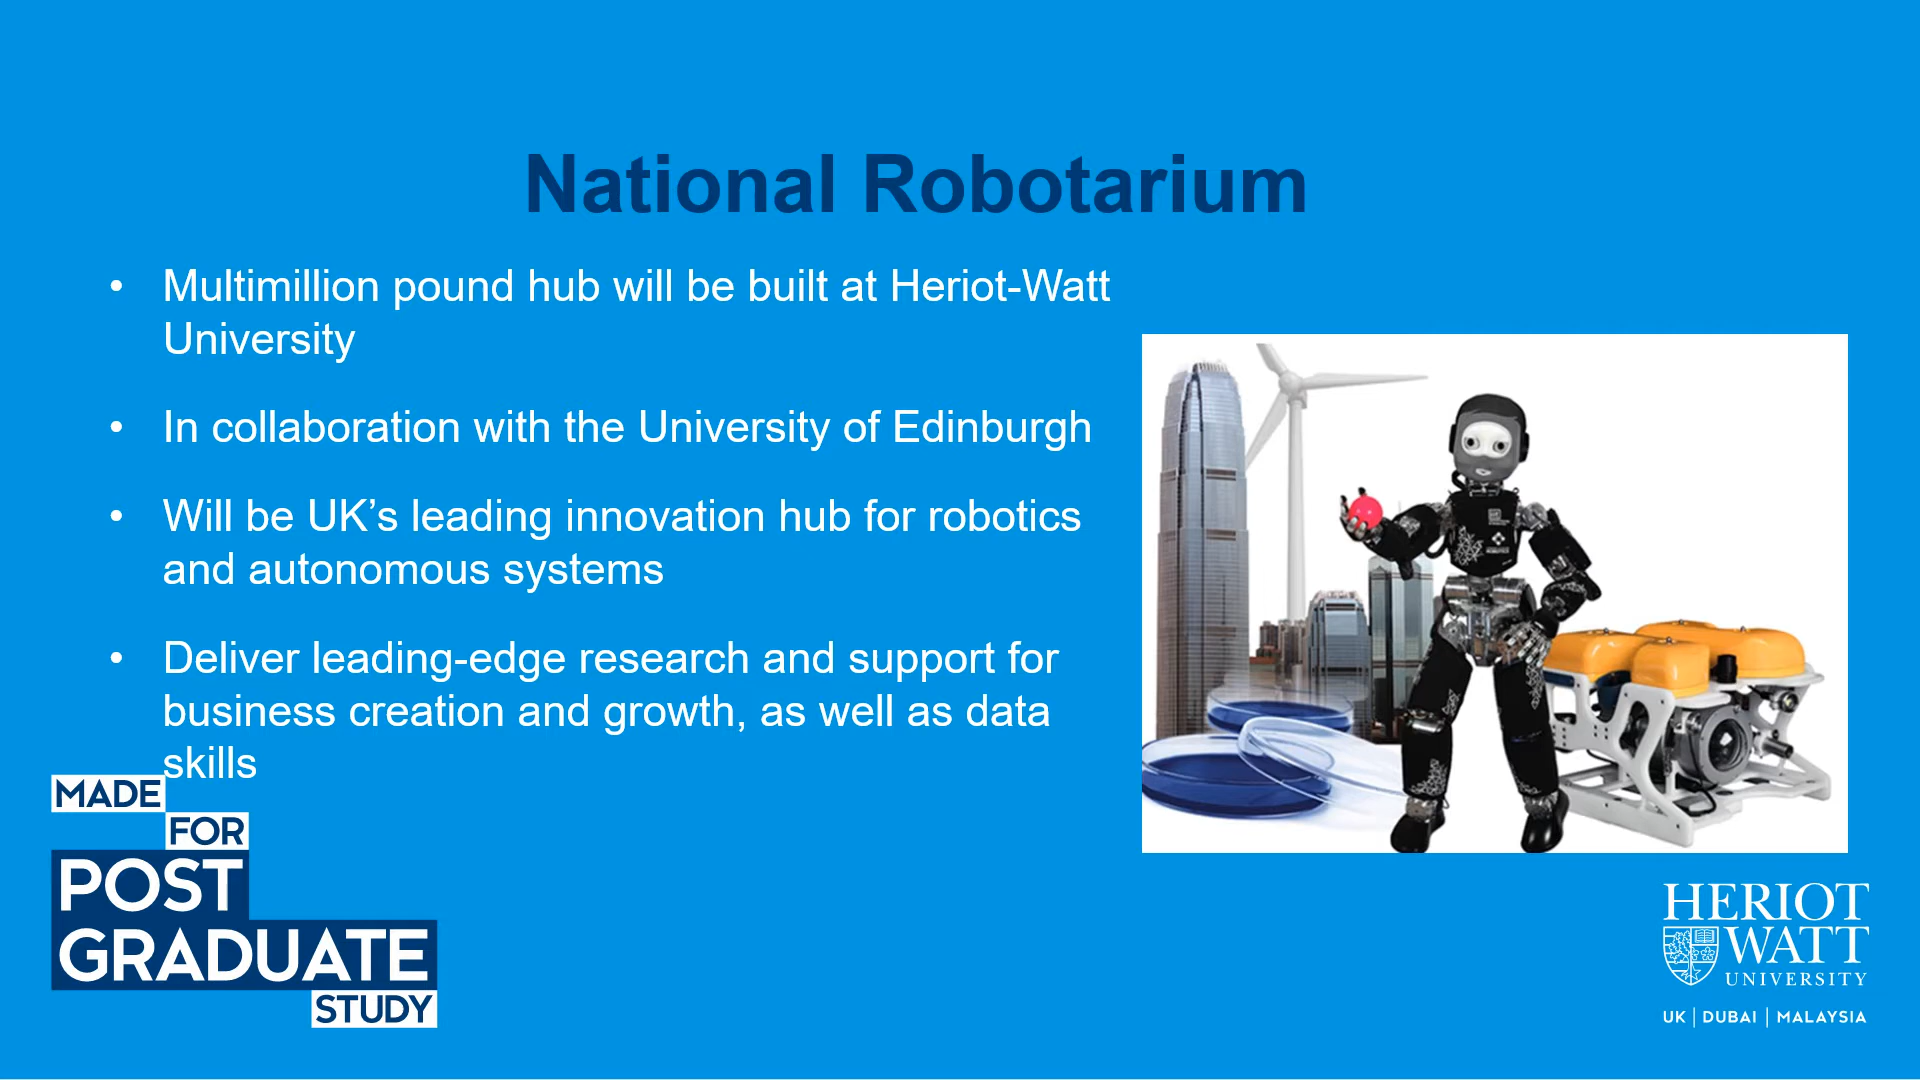 National Robotarium
• Multimillion pound hub will be built at Heriot-Watt
University
• In collaboration with the University of Edinburgh
• Will be UK’s leading innovation hub for robotics
and autonomous systems
• Deliver leading-edge research and support for
business creation and growth, as well as data
skills
MADE
FOR
POST
GRADUATE
STUDY
HERIOT
WATT
UNIVERSITY
UK | DUBAI | MALAYSIA